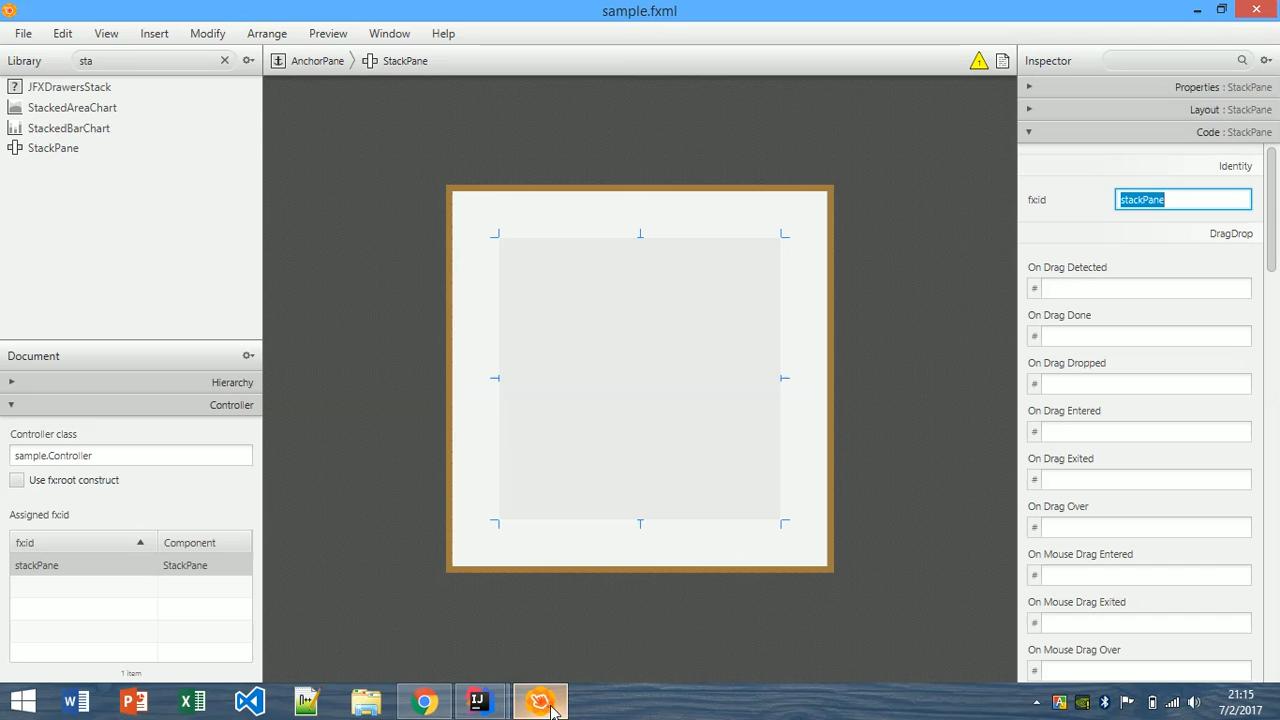 sample.fxml
File Edit View Insert Modify Arrange Preview Window Help
Library sta
AnchorPane StackPane
Inspector
JFXDrawersStack
StackedAreaChart
StackedBarChart
StackPane
Properties : StackPane
Layout : StackPane
Code : StackPane
Identity
fx:id stackPane
DragDrop
On Drag Detected
#
On Drag Done
#
On Drag Dropped
#
On Drag Entered
#
On Drag Exited
#
On Drag Over
#
On Mouse Drag Entered
#
On Mouse Drag Exited
#
On Mouse Drag Over
#
Document
Hierarchy
Controller
Controller class
sample.Controller
Use fx:root construct
Assigned fx:id
fx:id Component
stackPane StackPane
1 item
21:15
7/2/2017